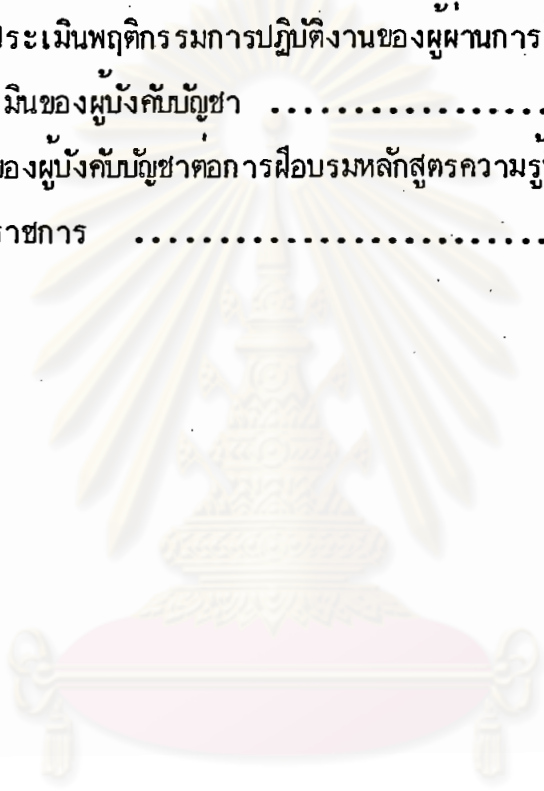 ประเมินพฤติกรรมการปฏิบัติงานของผู้ผ่านการ
มินของผู้บังคับบัญชา ....................
ของผู้บังคับบัญชาต่อการฝึอบรมหลักสูตรความรู้
ราชการ ..............................